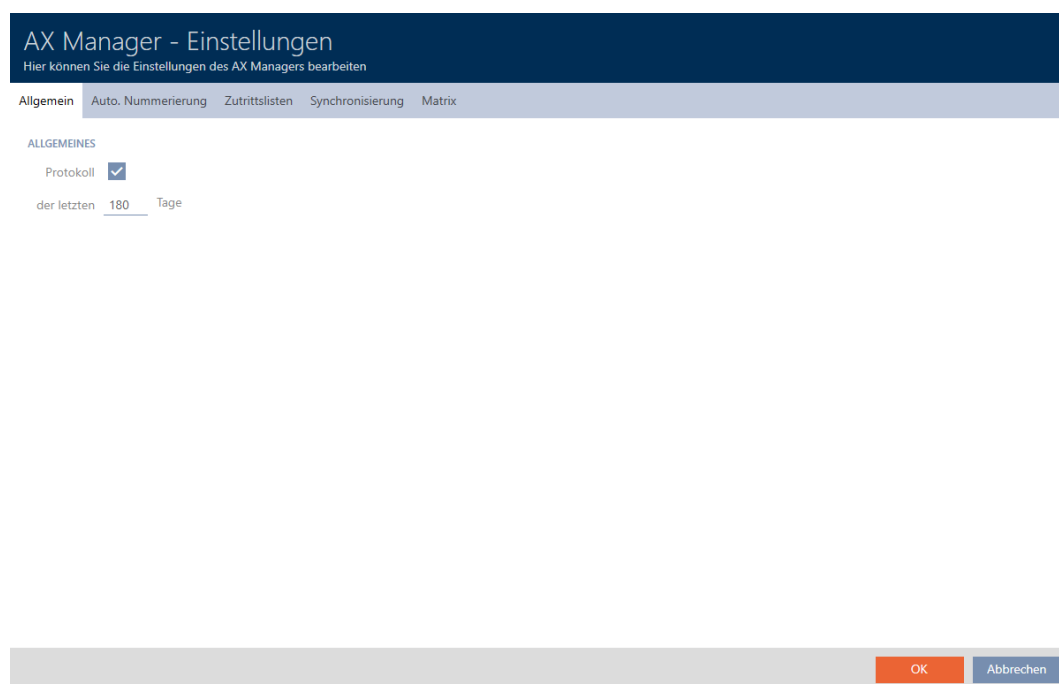 AX Manager - Einstellungen
Hier können Sie die Einstellungen des AX Managers bearbeiten
Allgemein Auto. Nummerierung Zutrittslisten Synchronisierung Matrix
ALLGEMEINES
Protokoll
der letzten 180 Tage
OK Abbrechen